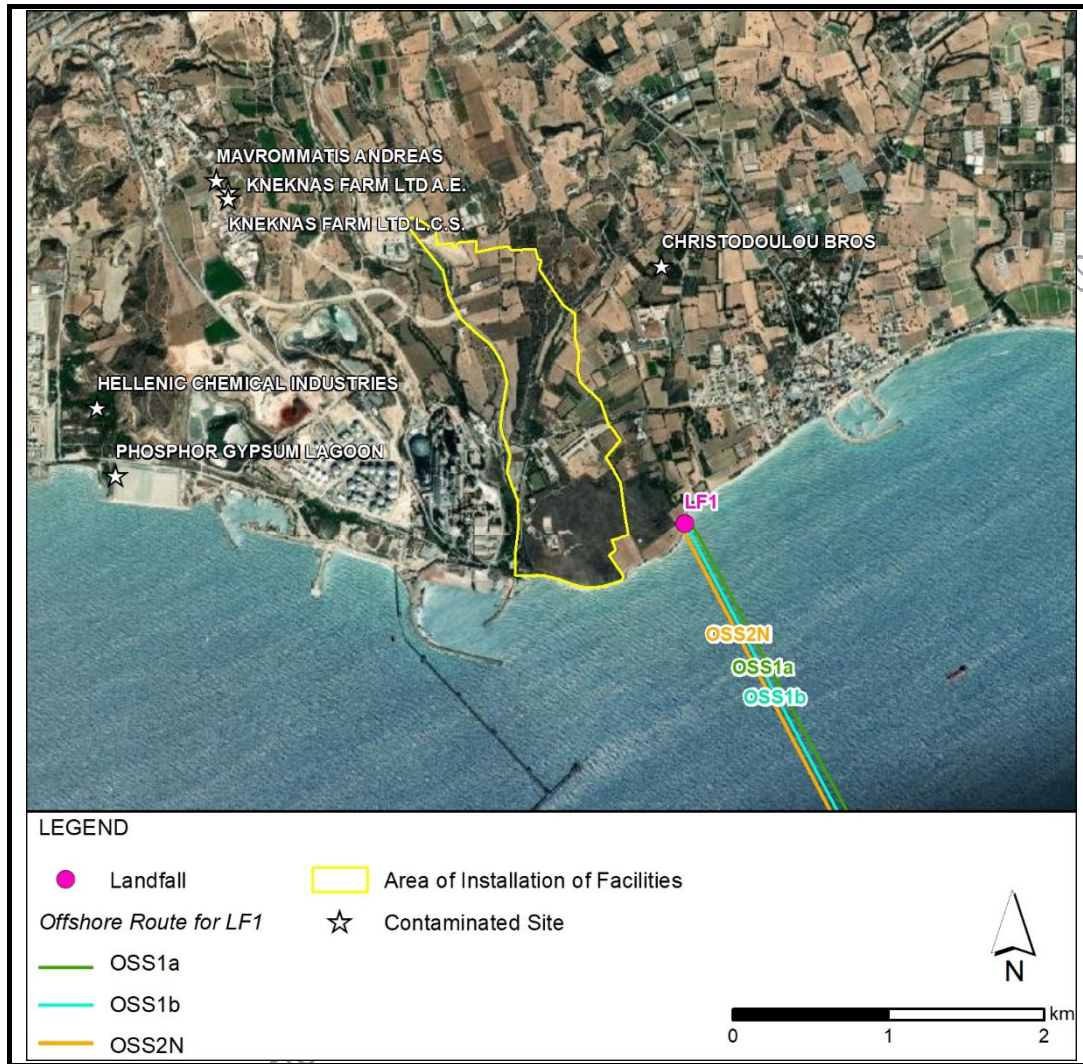 MAVROMMATIS ANDREAS
KNEKNAS FARM LTD A.E.
KNEKNAS FARM LTD L.C.S.
CHRISTODOULOU BROS
HELLENIC CHEMICAL INDUSTRIES
PHOSPHOR GYPSUM LAGOON
LF1
OSS2N
OSS1a
OSS1b
LEGEND
Landfall
Area of Installation of Facilities
Offshore Route for LF1
Contaminated Site
OSS1a
OSS1b
OSS2N
N
km
0 1 2